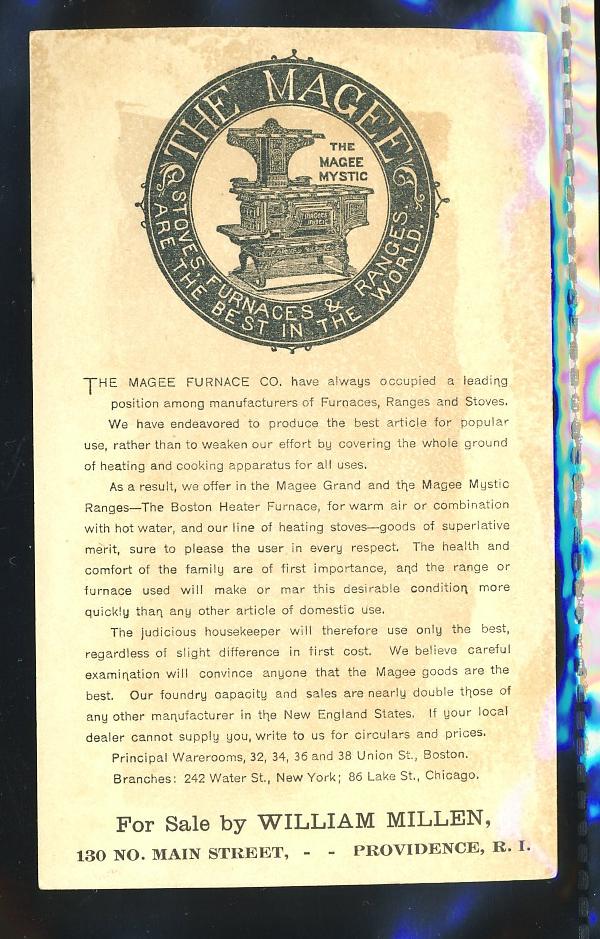 THE MAGEE
STOVES, FURNACES & RANGES
ARE THE BEST IN THE WORLD.
THE
MAGEE
MYSTIC
THE MAGEE FURNACE CO. have always occupied a leading
position among manufacturers of Furnaces, Ranges and Stoves.
We have endeavored to produce the best article for popular
use, rather than to weaken our effort by covering the whole ground
of heating and cooking apparatus for all uses.
As a result, we offer in the Magee Grand and the Magee Mystic
Ranges—The Boston Heater Furnace, for warm air or combination
with hot water, and our line of heating stoves—goods of superlative
merit, sure to please the user in every respect. The health and
comfort of the family are of first importance, and the range or
furnace used will make or mar this desirable condition more
quickly than any other article of domestic use.
The judicious housekeeper will therefore use only the best,
regardless of slight difference in first cost. We believe careful
examination will convince anyone that the Magee goods are the
best. Our foundry capacity and sales are nearly double those of
any other manufacturer in the New England States. If your local
dealer cannot supply you, write to us for circulars and prices.
Principal Warerooms, 32, 34, 36 and 38 Union St., Boston.
Branches: 242 Water St., New York; 86 Lake St., Chicago.
For Sale by WILLIAM MILLEN,
130 NO. MAIN STREET, - - PROVIDENCE, R. I.